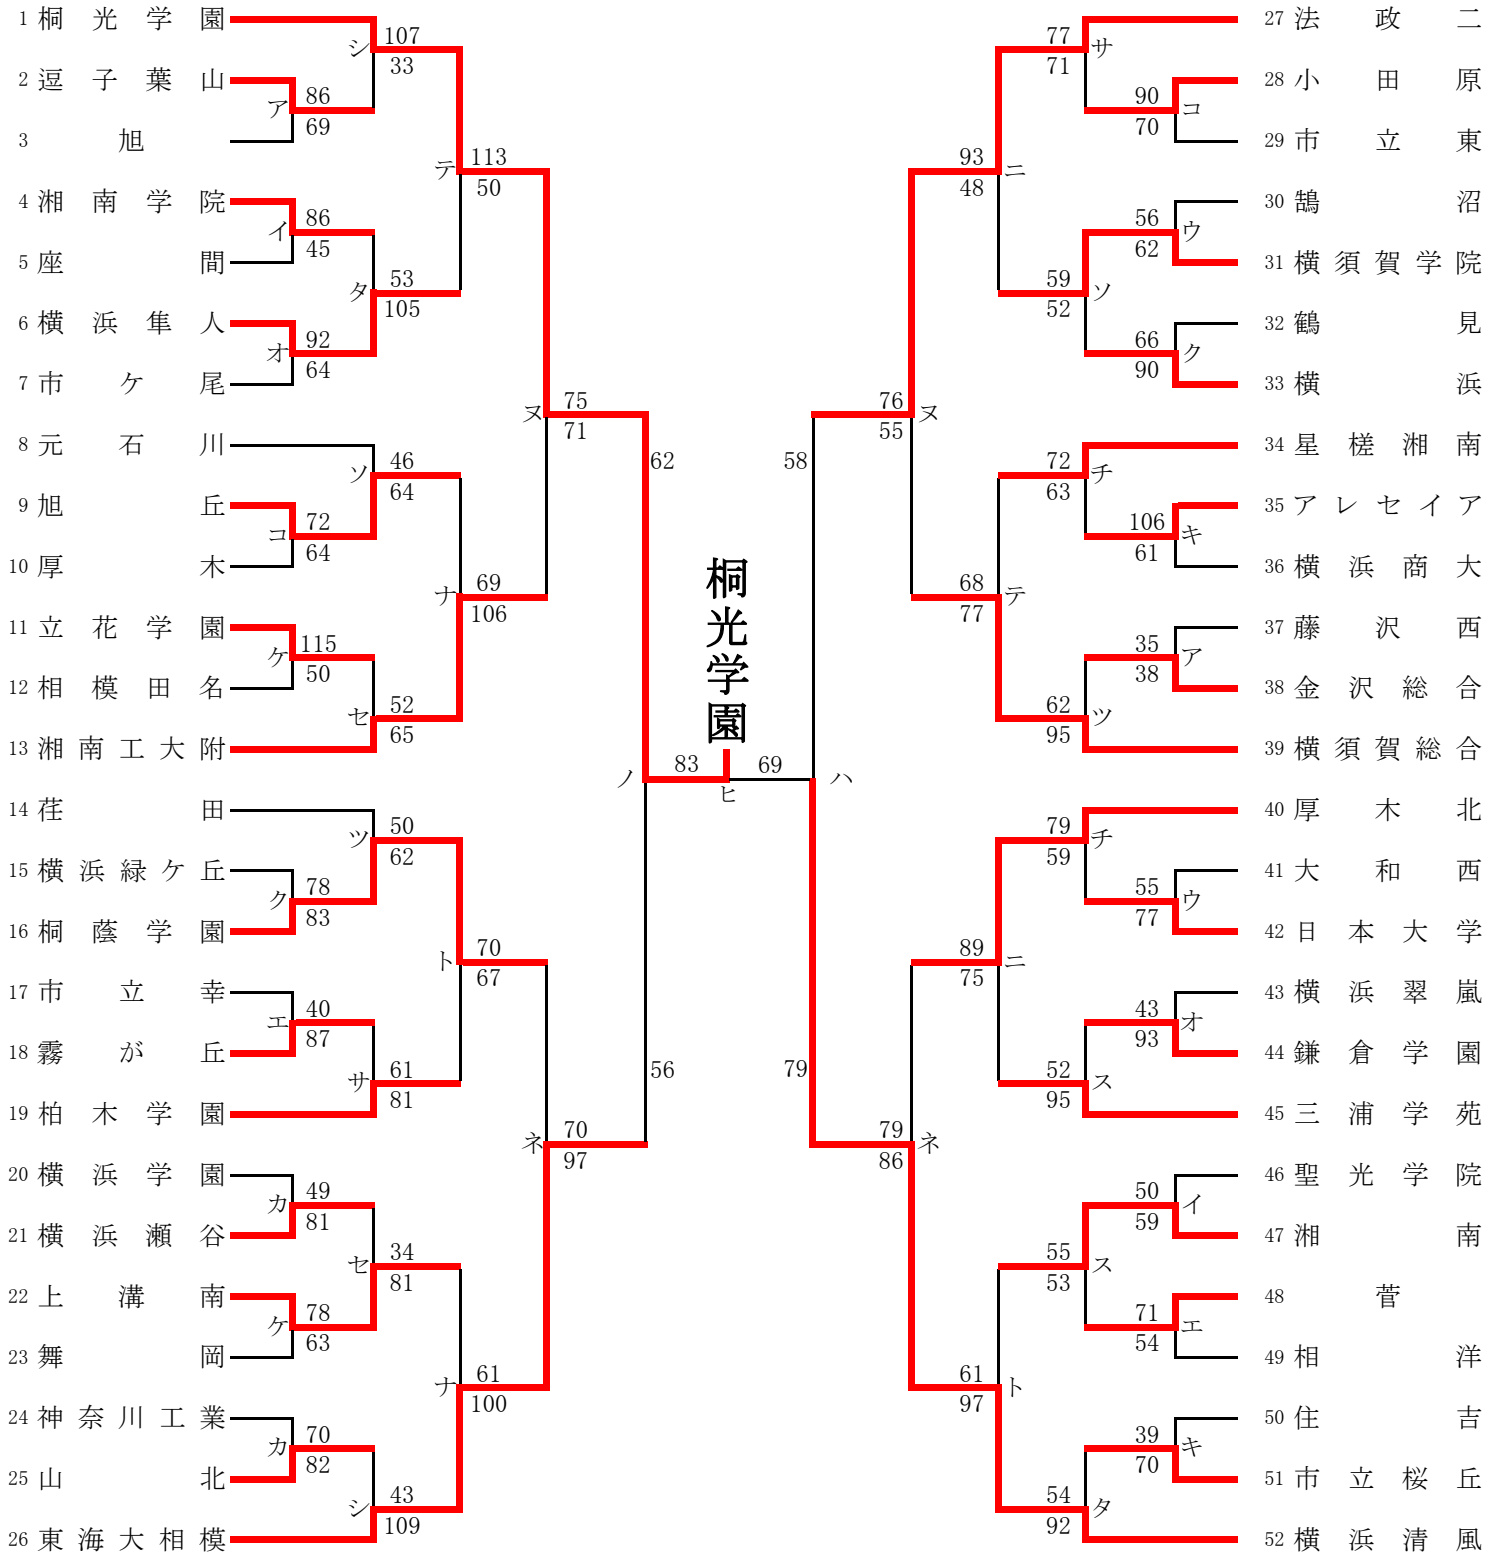 1 桐光学園
シ 107
33
2 逗子葉山
ア 86
69
3 旭
テ 113
50
4 湘南学院
イ 86
45
5 座間
タ 53
105
6 横浜隼人
オ 92
64
7 市ケ尾
ヌ 75
71
8 元石川
ソ 46
64
9 旭丘
コ 72
64
10 厚木
ナ 69
106
11 立花学園
ケ 115
50
12 相模田名
セ 52
65
13 湘南工大附
14 荏田
ツ 50
62
15 横浜緑ケ丘
ク 78
83
16 桐蔭学園
ト 70
67
17 市立幸
エ 40
87
18 霧が丘
サ 61
81
19 柏木学園
ネ 70
97
20 横浜学園
カ 49
81
21 横浜瀬谷
セ 34
81
22 上溝南
ケ 78
63
23 舞岡
ナ 61
100
24 神奈川工業
カ 70
82
25 山北
シ 43
109
26 東海大相模
62
56
ノ 83
桐光学園
ヒ
69 ハ
58
79
27 法政二
77 サ
71
28 小田原
90 コ
70
29 市立東
93 ニ
48
30 鵠沼
56 ウ
62
31 横須賀学院
59 ソ
52
32 鶴見
66 ク
90
33 横浜
76 ヌ
55
34 星槎湘南
72 チ
63
35 アレセイア
106 キ
61
36 横浜商大
68 テ
77
37 藤沢西
35 ア
38
38 金沢総合
62 ツ
95
39 横須賀総合
40 厚木北
79 チ
59
41 大和西
55 ウ
77
42 日本大学
89 ニ
75
43 横浜翠嵐
43 オ
93
44 鎌倉学園
52 ス
95
45 三浦学苑
79 ネ
86
46 聖光学院
50 イ
59
47 湘南
55 ス
53
48 菅
71 エ
54
49 相洋
61 ト
97
50 住吉
39 キ
70
51 市立桜丘
54 タ
92
52 横浜清風